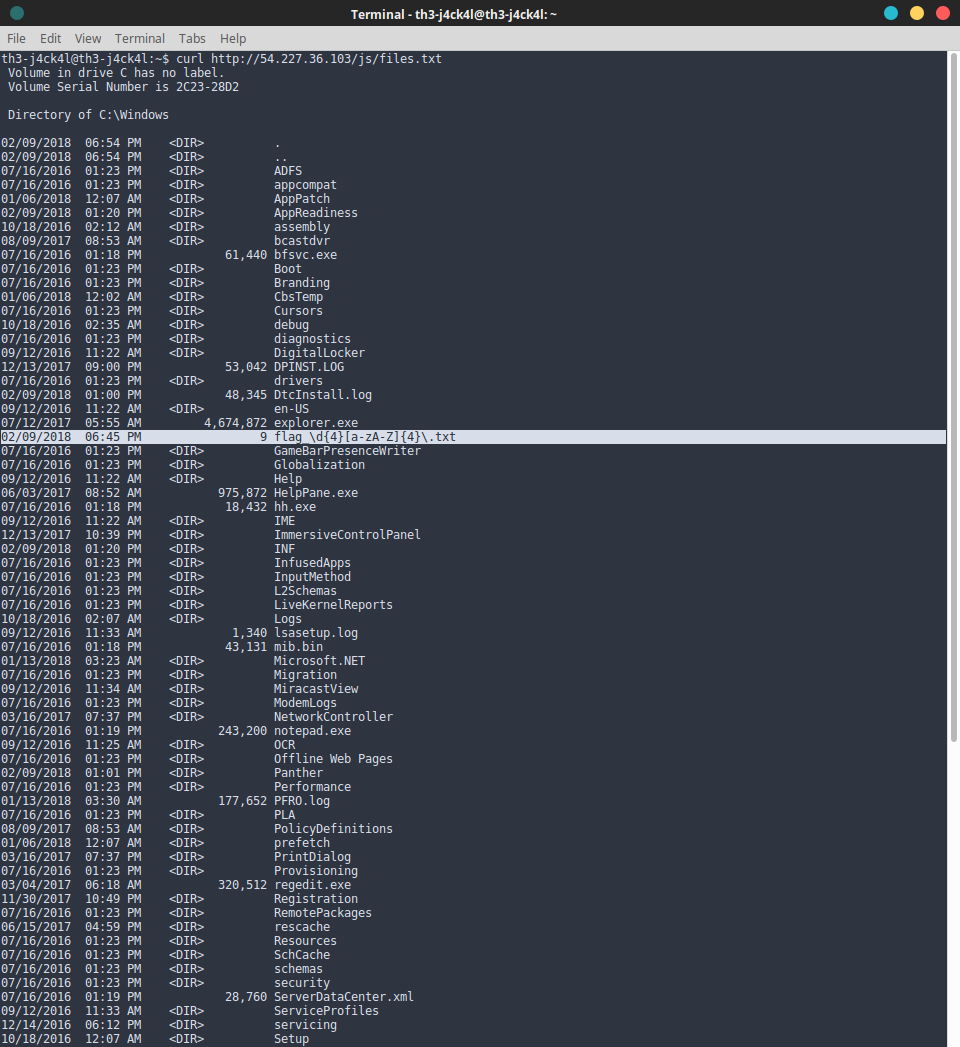 Terminal - th3-j4ck4l@th3-j4ck4l: ~
File Edit View Terminal Tabs Help
th3-j4ck4l@th3-j4ck4l:~$ curl http://54.227.36.103/js/files.txt
 Volume in drive C has no label.
 Volume Serial Number is 2C23-28D2

 Directory of C:\Windows

02/09/2018  06:54 PM    <DIR>          .
02/09/2018  06:54 PM    <DIR>          ..
07/16/2016  01:23 PM    <DIR>          ADFS
07/16/2016  01:23 PM    <DIR>          appcompat
01/06/2018  12:07 AM    <DIR>          AppPatch
02/09/2018  01:20 PM    <DIR>          AppReadiness
10/18/2016  02:12 AM    <DIR>          assembly
08/09/2017  08:53 AM    <DIR>          bcastdvr
07/16/2016  01:18 PM            61,440 bfsvc.exe
07/16/2016  01:23 PM    <DIR>          Boot
07/16/2016  01:23 PM    <DIR>          Branding
01/06/2018  12:02 AM    <DIR>          CbsTemp
07/16/2016  01:23 PM    <DIR>          Cursors
10/18/2016  02:35 AM    <DIR>          debug
07/16/2016  01:23 PM    <DIR>          diagnostics
09/12/2016  11:22 AM    <DIR>          DigitalLocker
12/13/2017  09:00 PM            53,042 DPINST.LOG
07/16/2016  01:23 PM    <DIR>          drivers
02/09/2018  01:00 PM            48,345 DtcInstall.log
09/12/2016  11:22 AM    <DIR>          en-US
07/12/2017  05:55 AM         4,674,872 explorer.exe
02/09/2018  06:45 PM                 9 flag_\d{4}[a-zA-Z]{4}\.txt
07/16/2016  01:23 PM    <DIR>          GameBarPresenceWriter
07/16/2016  01:23 PM    <DIR>          Globalization
09/12/2016  11:22 AM    <DIR>          Help
06/03/2017  08:52 AM           975,872 HelpPane.exe
07/16/2016  01:18 PM            18,432 hh.exe
09/12/2016  11:22 AM    <DIR>          IME
12/13/2017  10:39 PM    <DIR>          ImmersiveControlPanel
02/09/2018  01:20 PM    <DIR>          INF
07/16/2016  01:23 PM    <DIR>          InfusedApps
07/16/2016  01:23 PM    <DIR>          InputMethod
07/16/2016  01:23 PM    <DIR>          L2Schemas
07/16/2016  01:23 PM    <DIR>          LiveKernelReports
10/18/2016  02:07 AM    <DIR>          Logs
09/12/2016  11:33 AM             1,340 lsasetup.log
07/16/2016  01:18 PM            43,131 mib.bin
01/13/2018  03:23 AM    <DIR>          Microsoft.NET
07/16/2016  01:23 PM    <DIR>          Migration
09/12/2016  11:34 AM    <DIR>          MiracastView
07/16/2016  01:23 PM    <DIR>          ModemLogs
03/16/2017  07:37 PM    <DIR>          NetworkController
07/16/2016  01:19 PM           243,200 notepad.exe
09/12/2016  11:25 AM    <DIR>          OCR
07/16/2016  01:23 PM    <DIR>          Offline Web Pages
02/09/2018  01:01 PM    <DIR>          Panther
07/16/2016  01:23 PM    <DIR>          Performance
01/13/2018  03:30 AM           177,652 PFRO.log
07/16/2016  01:23 PM    <DIR>          PLA
08/09/2017  08:53 AM    <DIR>          PolicyDefinitions
01/06/2018  12:07 AM    <DIR>          prefetch
03/16/2017  07:37 PM    <DIR>          PrintDialog
07/16/2016  01:23 PM    <DIR>          Provisioning
03/04/2017  06:18 AM           320,512 regedit.exe
11/30/2017  10:49 PM    <DIR>          Registration
07/16/2016  01:23 PM    <DIR>          RemotePackages
06/15/2017  04:59 PM    <DIR>          rescache
07/16/2016  01:23 PM    <DIR>          Resources
07/16/2016  01:23 PM    <DIR>          SchCache
07/16/2016  01:23 PM    <DIR>          schemas
07/16/2016  01:23 PM    <DIR>          security
07/16/2016  01:19 PM            28,760 ServerDataCenter.xml
09/12/2016  11:33 AM    <DIR>          ServiceProfiles
12/14/2016  06:12 PM    <DIR>          servicing
10/18/2016  12:07 AM    <DIR>          Setup